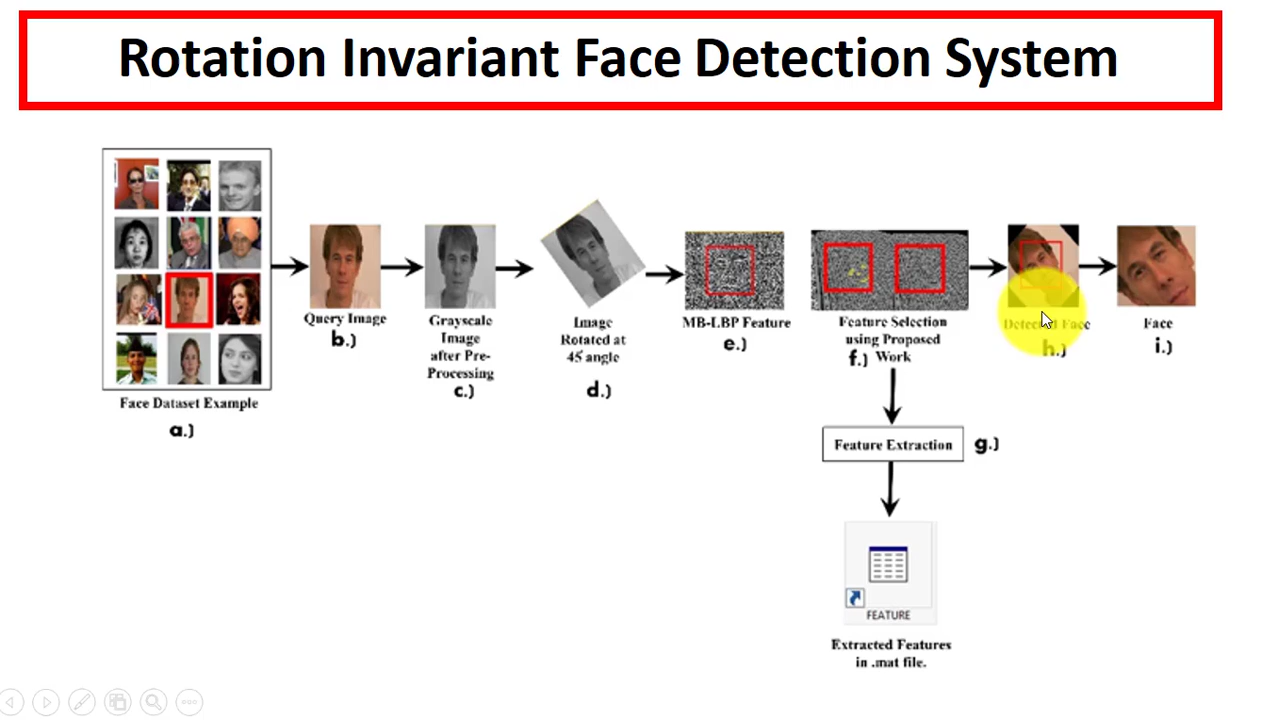 Rotation Invariant Face Detection System
Face Dataset Example
a.)
Query Image
b.)
Grayscale
Image
after Pre-
Processing
c.)
Image
Rotated at
45 angle
d.)
MB-LBP Feature
e.)
Feature Selection
using Proposed
f.) Work
Feature Extraction
g.)
FEATURE
Extracted Features
in .mat file.
Detected Face
h.)
Face
i.)